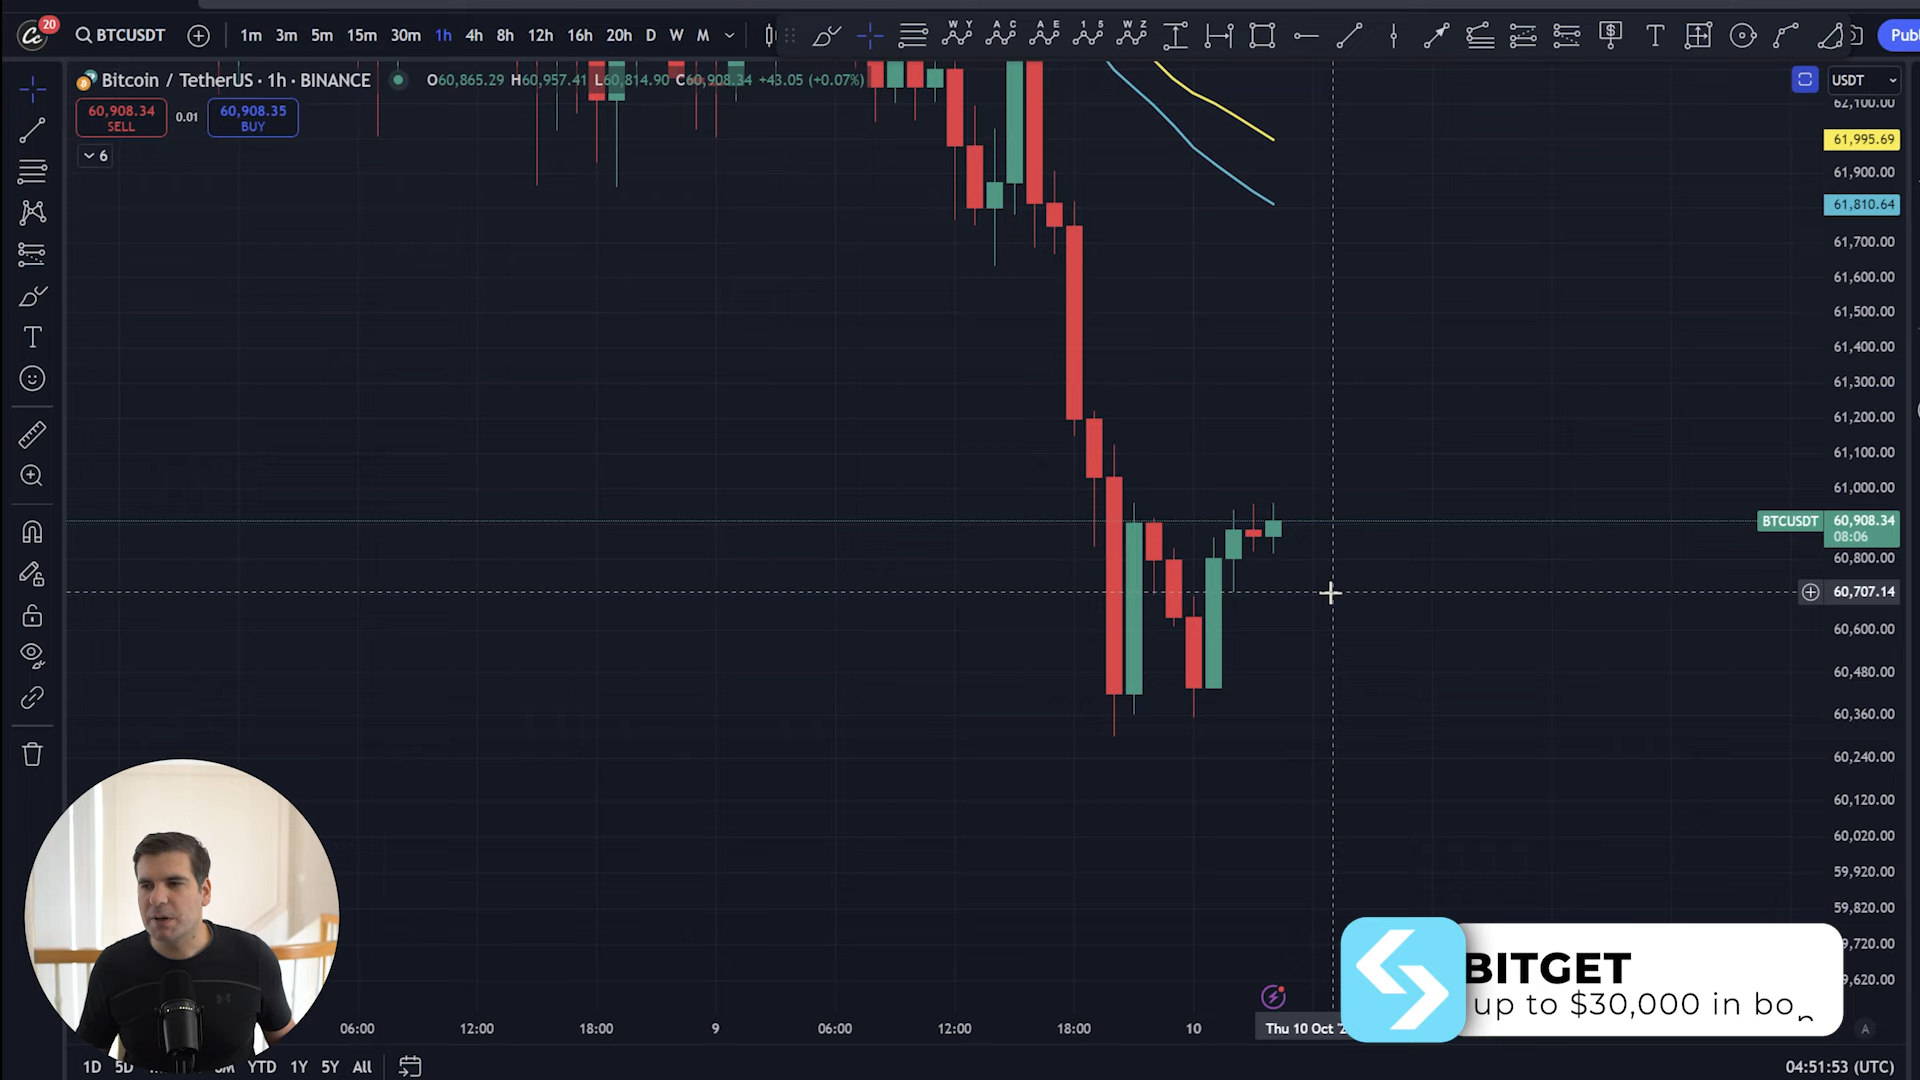 20
BTCUSDT
1m 3m 5m 15m 30m 1h 4h 8h 12h 16h 20h D W M
W Y
A C
A E
1 5
W Z
Bitcoin / TetherUS · 1h · BINANCE
O60,865.29 H60,957.41 L60,814.90 C60,908.34 +43.05 (+0.07%)
USDT
60,908.34
SELL
0.01
60,908.35
BUY
6
62,100.00
61,995.69
61,900.00
61,810.64
61,700.00
61,600.00
61,500.00
61,400.00
61,300.00
61,200.00
61,100.00
61,000.00
BTCUSDT
60,908.34
08:06
60,800.00
60,707.14
60,600.00
60,480.00
60,360.00
60,240.00
60,120.00
60,020.00
59,920.00
59,820.00
BITGET
up to $30,000 in bo
06:00 12:00 18:00 9 06:00 12:00 18:00 10 Thu 10 Oct
A
1D YTD 1Y 5Y All
04:51:53 (UTC)